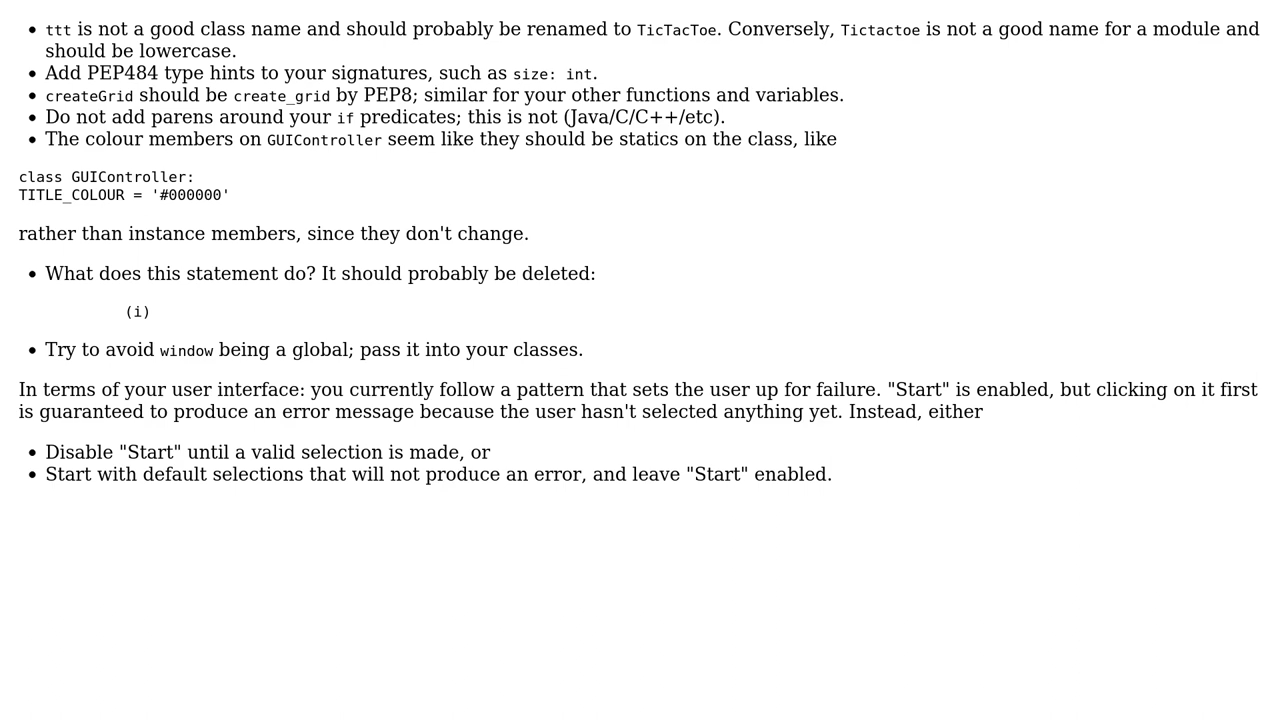 ttt is not a good class name and should probably be renamed to TicTacToe. Conversely, Tictactoe is not a good name for a module and
should be lowercase.
Add PEP484 type hints to your signatures, such as size: int.
createGrid should be create_grid by PEP8; similar for your other functions and variables.
Do not add parens around your if predicates; this is not (Java/C/C++/etc).
The colour members on GUIController seem like they should be statics on the class, like
class GUIController:
TITLE_COLOUR = '#000000'
rather than instance members, since they don't change.
What does this statement do? It should probably be deleted:
(i)
Try to avoid window being a global; pass it into your classes.
In terms of your user interface: you currently follow a pattern that sets the user up for failure. "Start" is enabled, but clicking on it first
is guaranteed to produce an error message because the user hasn't selected anything yet. Instead, either
Disable "Start" until a valid selection is made, or
Start with default selections that will not produce an error, and leave "Start" enabled.